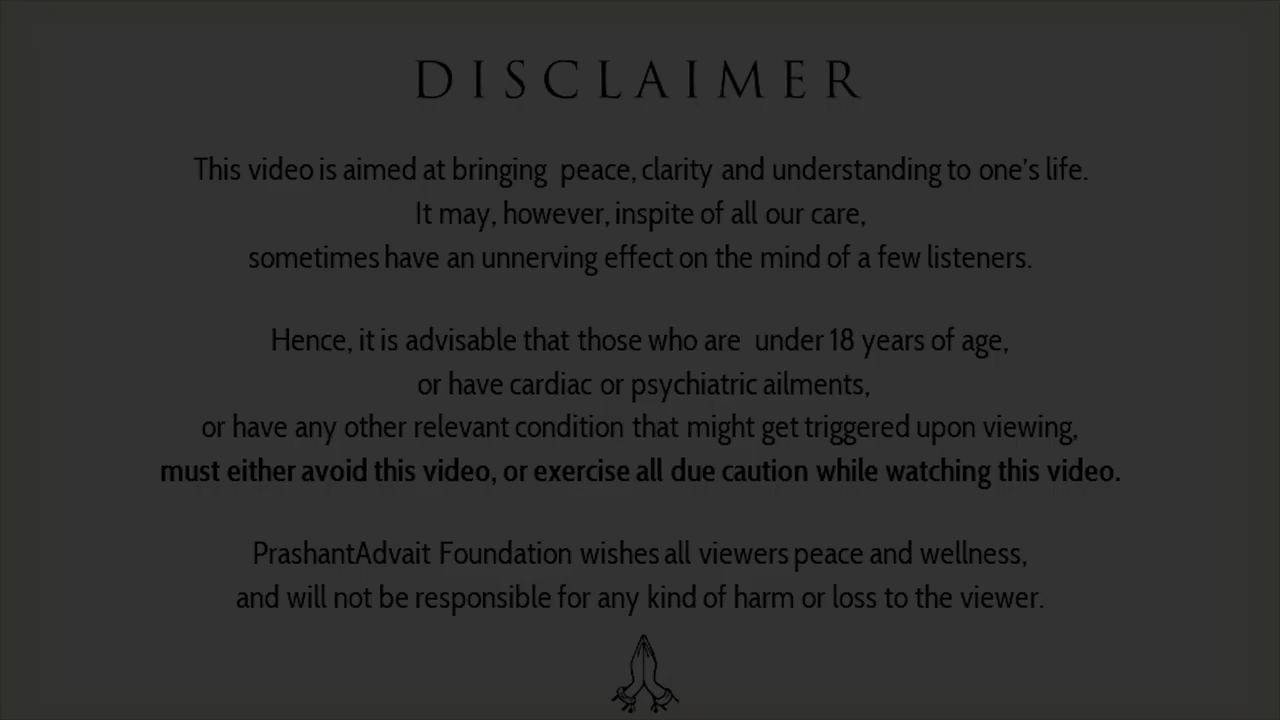 DISCLAIMER
This video is aimed at bringing peace, clarity and understanding to one's life.
It may, however, inspite of all our care,
sometimes have an unnerving effect on the mind of a few listeners.
Hence, it is advisable that those who are under 18 years of age,
or have cardiac or psychiatric ailments,
or have any other relevant condition that might get triggered upon viewing,
must either avoid this video, or exercise all due caution while watching this video.
PrashantAdvait Foundation wishes all viewers peace and wellness,
and will not be responsible for any kind of harm or loss to the viewer.